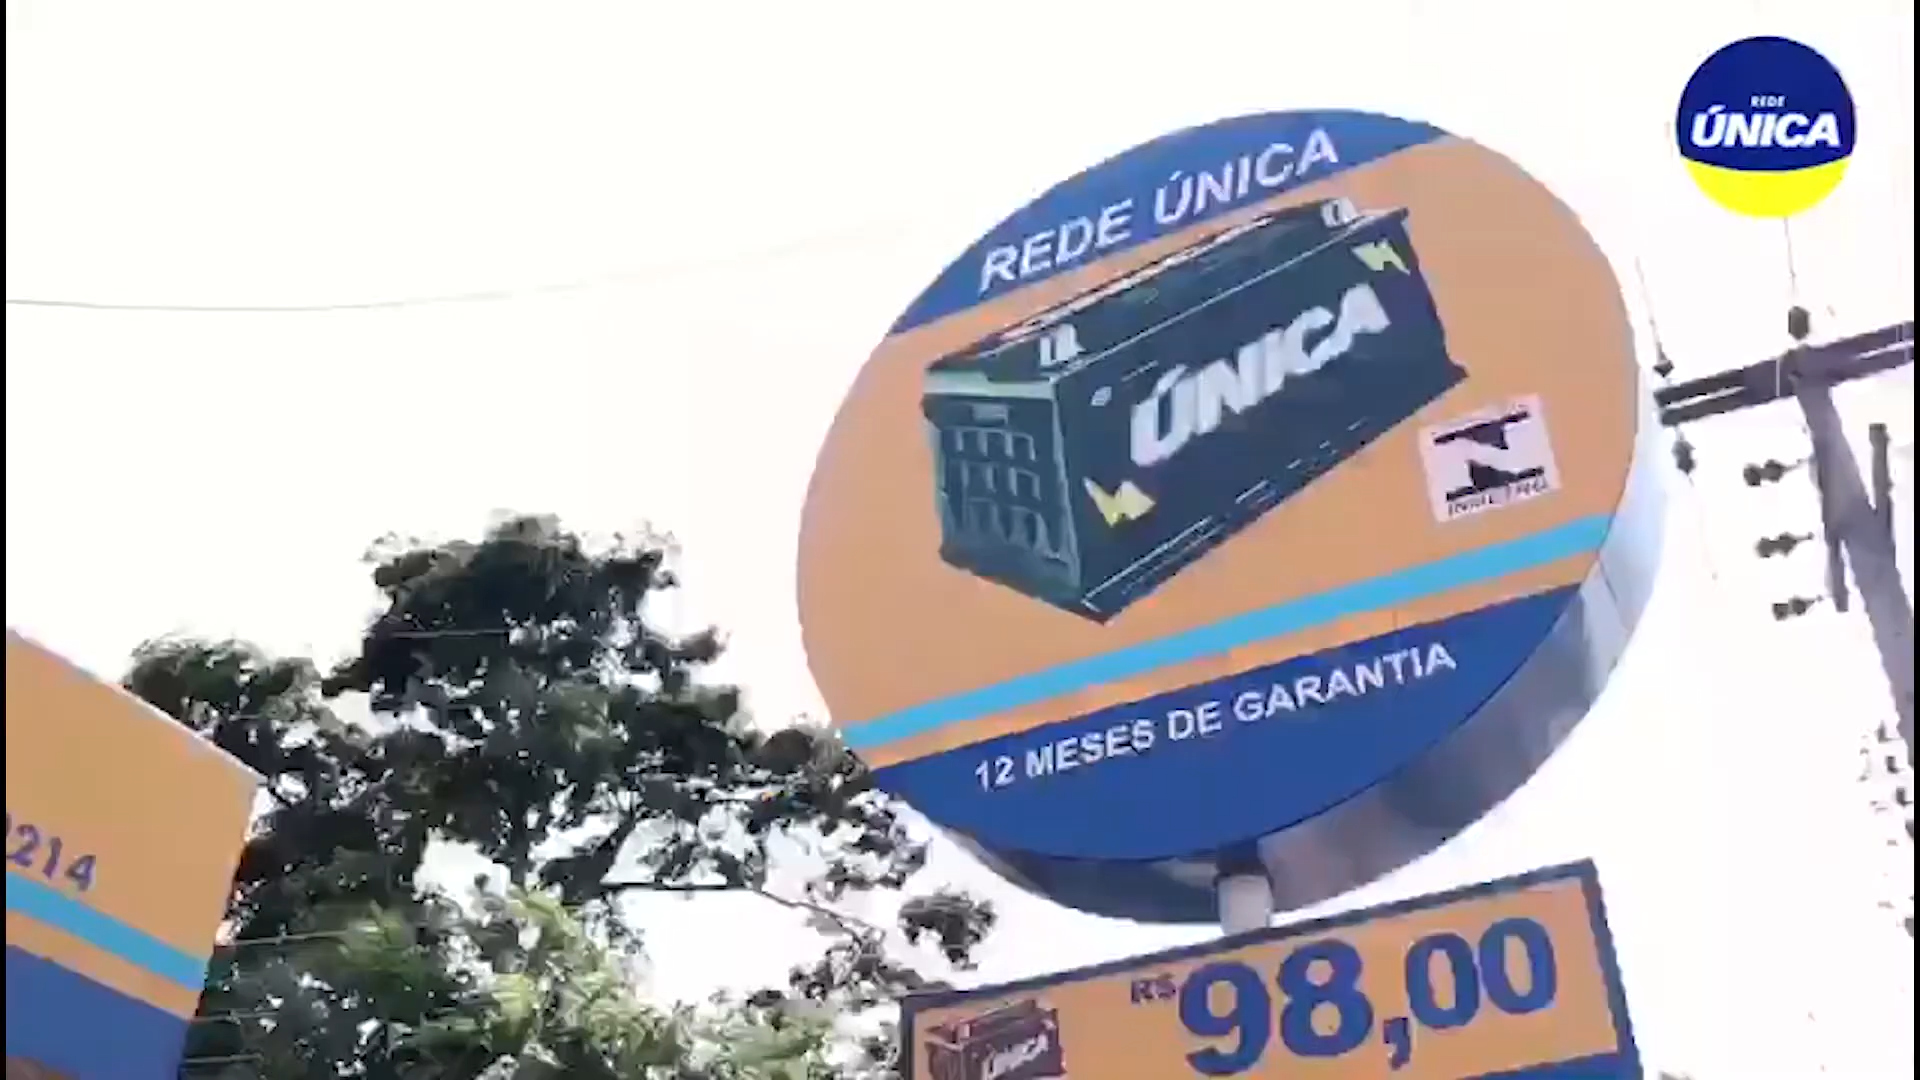 REDE
ÚNICA
REDE ÚNICA
ÚNICA
INMETRO
12 MESES DE GARANTIA
214
R$ 98,00
ÚNICA